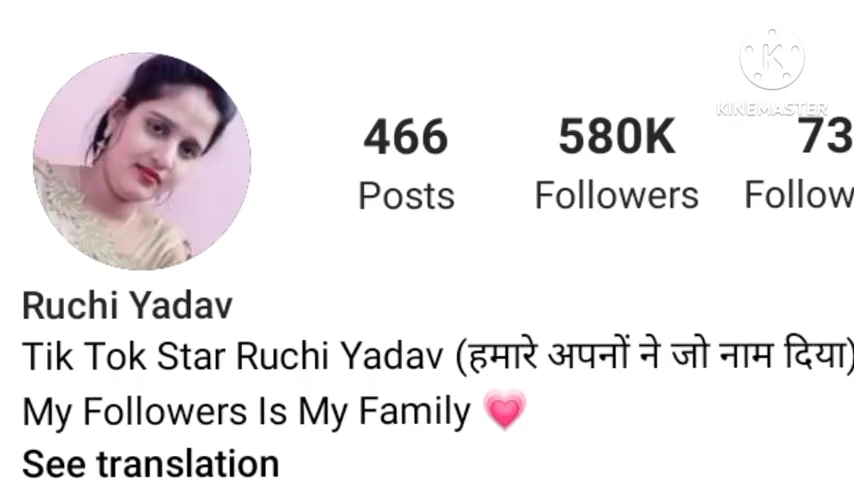 KINEMASTER
466 580K 73
Posts Followers Follow
Ruchi Yadav
Tik Tok Star Ruchi Yadav (हमारे अपनों ने जो नाम दिया)
My Followers Is My Family 💗
See translation